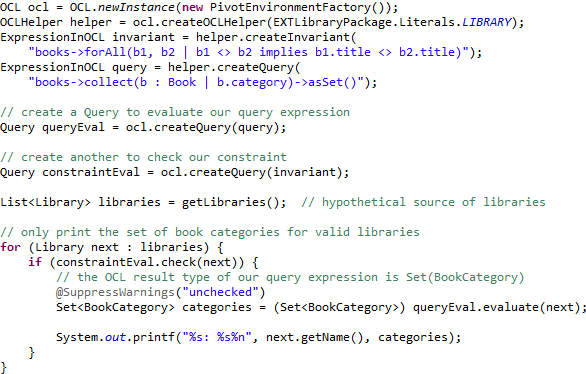 OCL ocl = OCL.newInstance(new PivotEnvironmentFactory());
OCLHelper helper = ocl.createOCLHelper(EXTLibraryPackage.Literals.LIBRARY);
ExpressionInOCL invariant = helper.createInvariant(
    "books->forAll(b1, b2 | b1 <> b2 implies b1.title <> b2.title)");
ExpressionInOCL query = helper.createQuery(
    "books->collect(b : Book | b.category)->asSet()");

// create a Query to evaluate our query expression
Query queryEval = ocl.createQuery(query);

// create another to check our constraint
Query constraintEval = ocl.createQuery(invariant);

List<Library> libraries = getLibraries();  // hypothetical source of libraries

// only print the set of book categories for valid libraries
for (Library next : libraries) {
    if (constraintEval.check(next)) {
        // the OCL result type of our query expression is Set(BookCategory)
        @SuppressWarnings("unchecked")
        Set<BookCategory> categories = (Set<BookCategory>) queryEval.evaluate(next);

        System.out.printf("%s: %s%n", next.getName(), categories);
    }
}